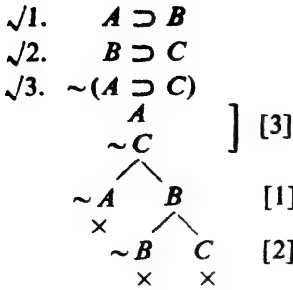 √1. A ⊃ B
√2. B ⊃ C
√3. ~(A ⊃ C)
A
~C ] [3]
~A B [1]
×
~B C [2]
× ×